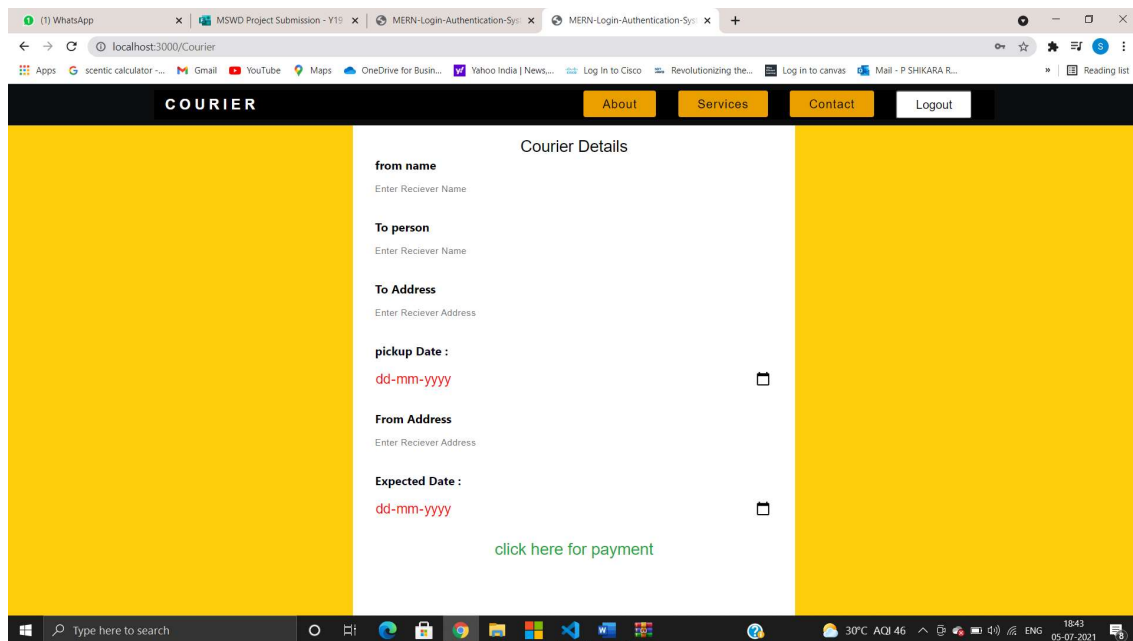 (1) WhatsApp
MSWD Project Submission - Y19
MERN-Login-Authentication-Sys
MERN-Login-Authentication-Sys
localhost:3000/Courier
Apps
scentic calculator -...
Gmail
YouTube
Maps
OneDrive for Busin...
Yahoo India | News,...
Log In to Cisco
Revolutionizing the...
Log in to canvas
Mail - P SHIKARA R...
»
Reading list
COURIER
About
Services
Contact
Logout
Courier Details
from name
Enter Reciever Name
To person
Enter Reciever Name
To Address
Enter Reciever Address
pickup Date :
dd-mm-yyyy
From Address
Enter Reciever Address
Expected Date :
dd-mm-yyyy
click here for payment
Type here to search
30°C AQI 46
ENG
18:43
05-07-2021